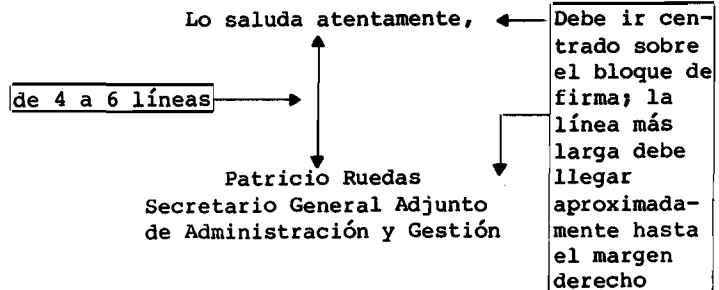 Lo saluda atentamente,
Debe ir cen-
trado sobre
el bloque de
firma; la
línea más
larga debe
llegar
aproximada-
mente hasta
el margen
derecho
de 4 a 6 líneas
Patricio Ruedas
Secretario General Adjunto
de Administración y Gestión